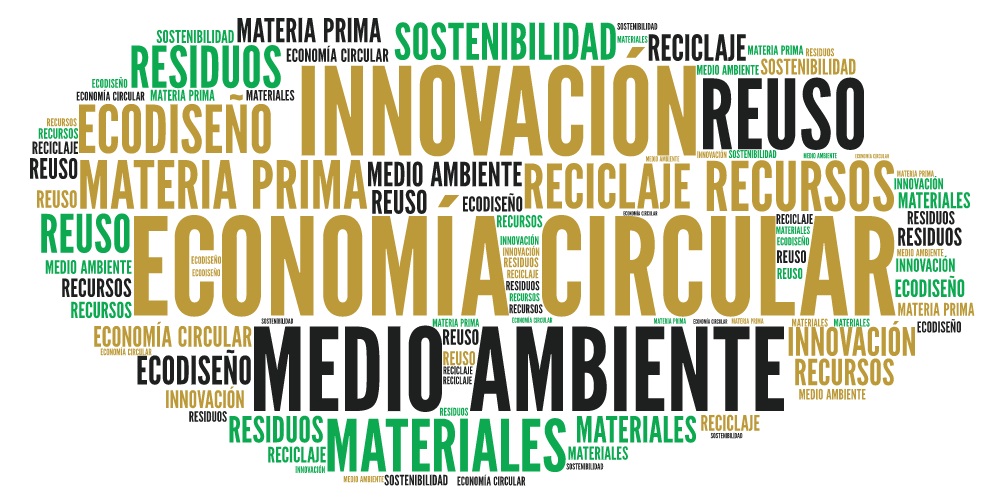 SOSTENIBILIDAD MATERIA PRIMA SOSTENIBILIDAD SOSTENIBILIDAD
MATERIALES RECICLAJE
RESIDUOS ECONOMÍA CIRCULAR MATERIA PRIMA RESIDUOS
MEDIO AMBIENTE SOSTENIBILIDAD
ECODISEÑO
ECONOMÍA CIRCULAR MATERIA PRIMA MATERIALES
INNOVACIÓN REUSO
RECURSOS ECODISEÑO
RECURSOS
RECICLAJE
MEDIO AMBIENTE INNOVACIÓN SOSTENIBILIDAD MEDIO AMBIENTE ECONOMÍA CIRCULAR
REUSO MATERIA PRIMA MEDIO AMBIENTE RECICLAJE RECURSOS MATERIA PRIMA
INNOVACIÓN
REUSO REUSO ECODISEÑO MATERIALES
ECONOMÍA CIRCULAR
REUSO ECONOMÍA CIRCULAR
RECURSOS RECICLAJE RESIDUOS
MATERIALES
INNOVACIÓN ECODISEÑO RESIDUOS
INNOVACIÓN REUSO MEDIO AMBIENTE
ECODISEÑO RESIDUOS
MEDIO AMBIENTE ECODISEÑO RECICLAJE REUSO INNOVACIÓN
RECURSOS RESIDUOS ECODISEÑO
RECURSOS
RECURSOS RECURSOS MATERIA PRIMA
SOSTENIBILIDAD MATERIA PRIMA ECONOMÍA CIRCULAR MATERIA PRIMA ECONOMÍA CIRCULAR MATERIA PRIMA MATERIALES MATERIALES ECODISEÑO
ECONOMÍA CIRCULAR MEDIO AMBIENTE REUSO INNOVACIÓN
ECONOMÍA CIRCULAR REUSO
ECODISEÑO RECICLAJE RECURSOS
RECICLAJE
INNOVACIÓN MEDIO AMBIENTE
RESIDUOS RESIDUOS
RESIDUOS MATERIALES MATERIALES RECICLAJE
SOSTENIBILIDAD
RECICLAJE MATERIALES
INNOVACIÓN SOSTENIBILIDAD
MEDIO AMBIENTE SOSTENIBILIDAD ECONOMÍA CIRCULAR